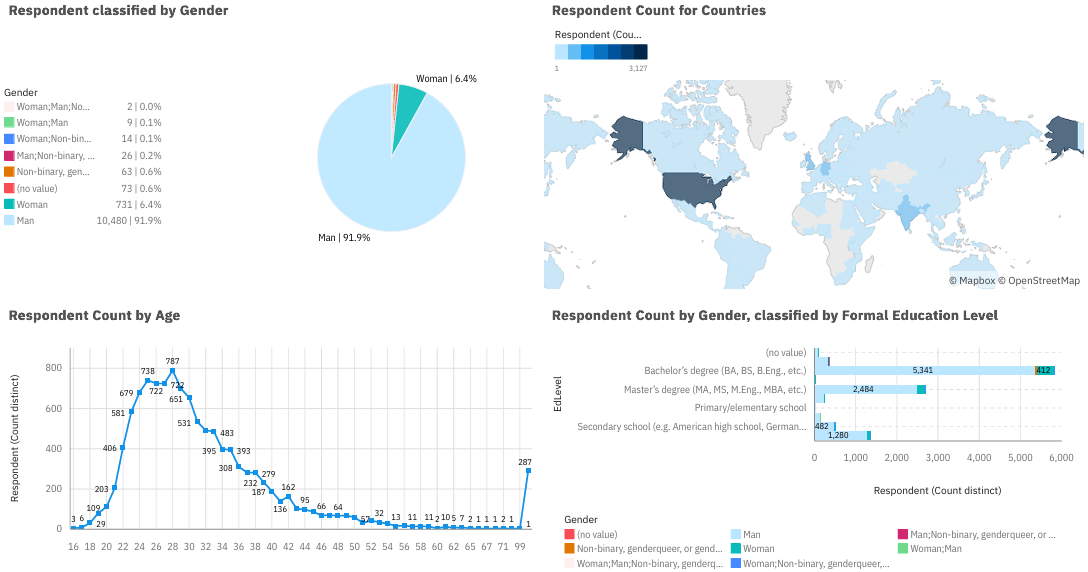 Respondent classified by Gender
Woman | 6.4%
Gender
Woman;Man;No... 2 | 0.0%
Woman;Man 9 | 0.1%
Woman;Non-bin... 14 | 0.1%
Man;Non-binary, ... 26 | 0.2%
Non-binary, gen... 63 | 0.6%
(no value) 73 | 0.6%
Woman 731 | 6.4%
Man 10,480 | 91.9%
Man | 91.9%
Respondent Count for Countries
Respondent (Cou...
1 3,127
© Mapbox © OpenStreetMap
Respondent Count by Age
Respondent (Count distinct)
800
600
400
200
0
3 6 29 109 203 406 581 679 738 722 787 722 651 531 395 483 308 393 232 279 187 136 162 95 66 64 57 32 13 11 11 2 10 5 7 2 1 1 1 2 1 287 1
16 18 20 22 24 26 28 30 32 34 36 38 40 42 44 46 48 50 52 54 56 58 60 62 65 67 71 99
Respondent Count by Gender, classified by Formal Education Level
EdLevel
(no value)
Bachelor's degree (BA, BS, B.Eng., etc.) 5,341 412
Master's degree (MA, MS, M.Eng., MBA, etc.) 2,484
Primary/elementary school
Secondary school (e.g. American high school, German... 482
1,280
0 1,000 2,000 3,000 4,000 5,000 6,000
Respondent (Count distinct)
Gender
(no value) Man Man;Non-binary, genderqueer, or ...
Non-binary, genderqueer, or gend... Woman Woman;Man
Woman;Man;Non-binary, genderq... Woman;Non-binary, genderqueer,...